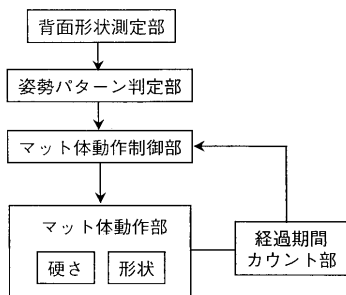 背面形状測定部
姿勢パターン判定部
マット体動作制御部
マット体動作部
硬さ
形状
経過期間
カウント部